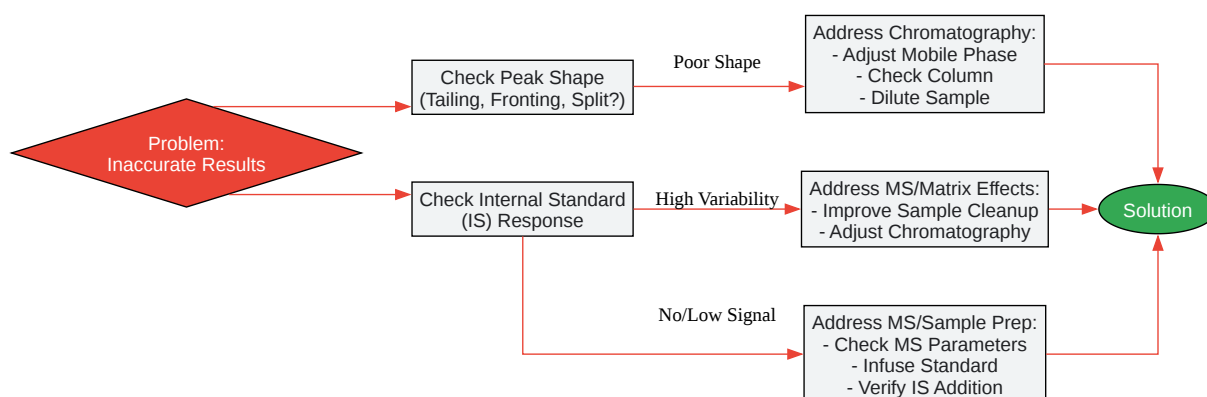 Problem:
Inaccurate Results
Check Peak Shape
(Tailing, Fronting, Split?)
Poor Shape
Address Chromatography:
- Adjust Mobile Phase
- Check Column
- Dilute Sample
Check Internal Standard
(IS) Response
High Variability
Address MS/Matrix Effects:
- Improve Sample Cleanup
- Adjust Chromatography
No/Low Signal
Address MS/Sample Prep:
- Check MS Parameters
- Infuse Standard
- Verify IS Addition
Solution